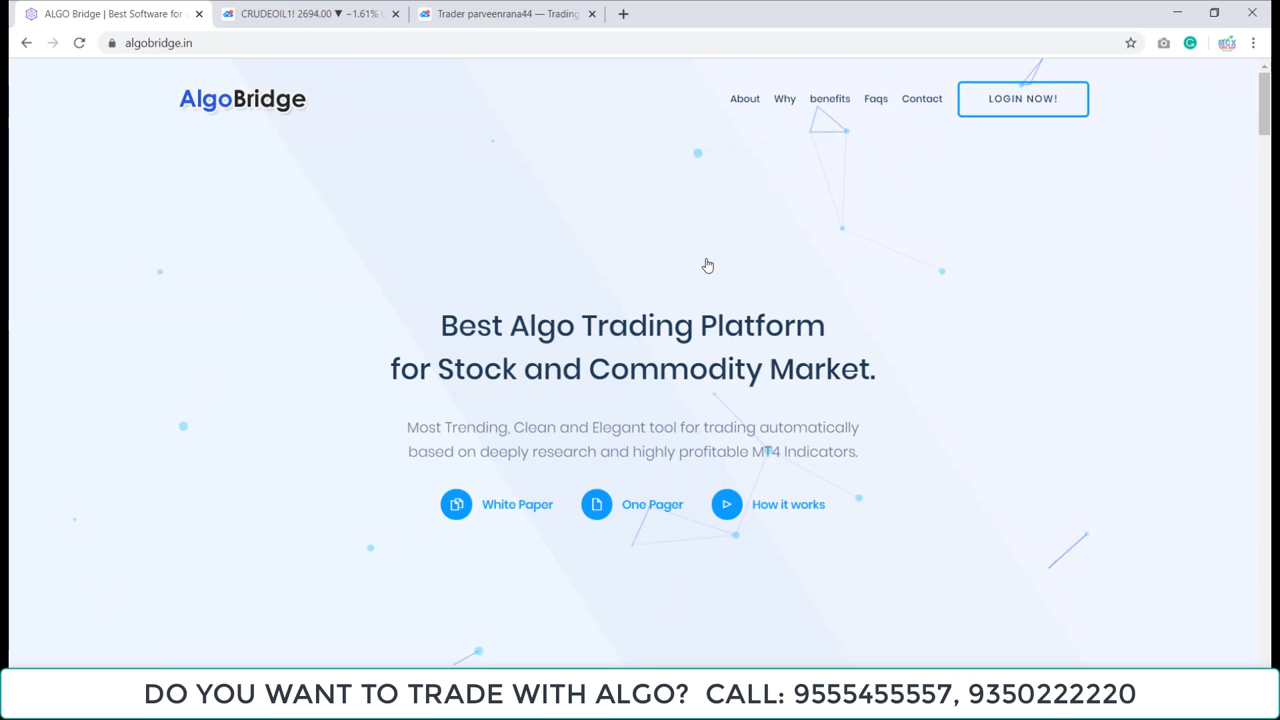 ALGO Bridge | Best Software for
CRUDEOIL1! 2694.00 ▼ −1.61%
Trader parveenrana44 — Trading
algobridge.in
AlgoBridge
About Why benefits Faqs Contact LOGIN NOW!
Best Algo Trading Platform
for Stock and Commodity Market.
Most Trending, Clean and Elegant tool for trading automatically
based on deeply research and highly profitable MT4 Indicators.
White Paper One Pager How it works
DO YOU WANT TO TRADE WITH ALGO? CALL: 9555455557, 9350222220